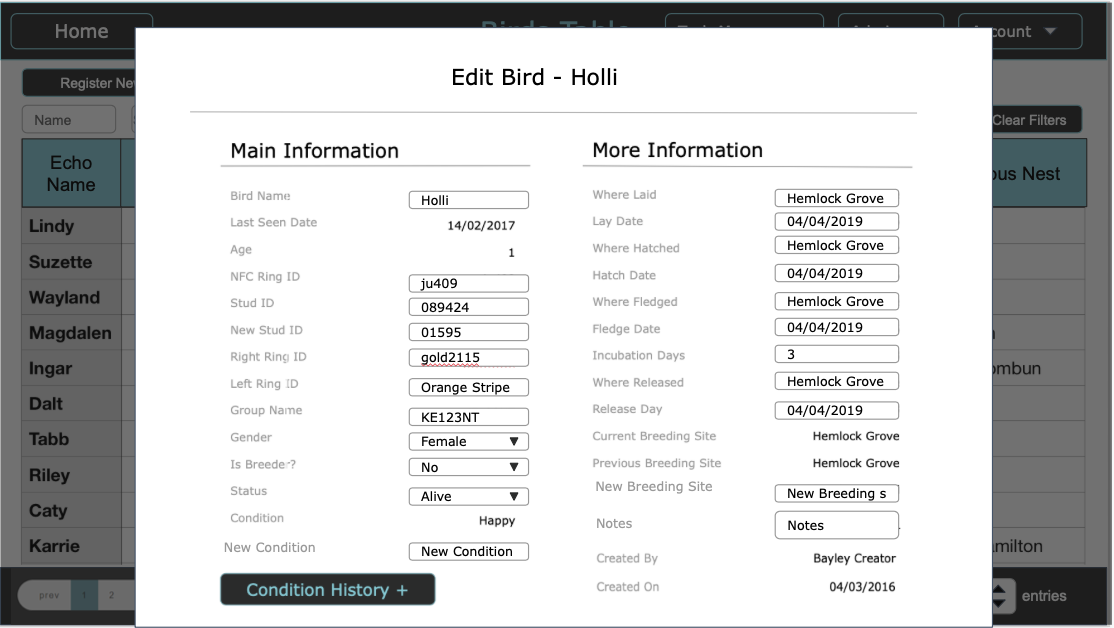 Home
Birds Table
Account
Register Ne
Name
Clear Filters
Echo
Name
ous Nest
Lindy
Suzette
Wayland
Magdalen
Ingar
ombun
Dalt
Tabb
Riley
Caty
Karrie
amilton
prev 1 2
entries
Edit Bird - Holli
Main Information
Bird Name Holli
Last Seen Date 14/02/2017
Age 1
NFC Ring ID ju409
Stud ID 089424
New Stud ID 01595
Right Ring ID gold2115
Left Ring ID Orange Stripe
Group Name KE123NT
Gender Female
Is Breeder? No
Status Alive
Condition Happy
New Condition New Condition
Condition History +
More Information
Where Laid Hemlock Grove
Lay Date 04/04/2019
Where Hatched Hemlock Grove
Hatch Date 04/04/2019
Where Fledged Hemlock Grove
Fledge Date 04/04/2019
Incubation Days 3
Where Released Hemlock Grove
Release Day 04/04/2019
Current Breeding Site Hemlock Grove
Previous Breeding Site Hemlock Grove
New Breeding Site New Breeding s
Notes Notes
Created By Bayley Creator
Created On 04/03/2016